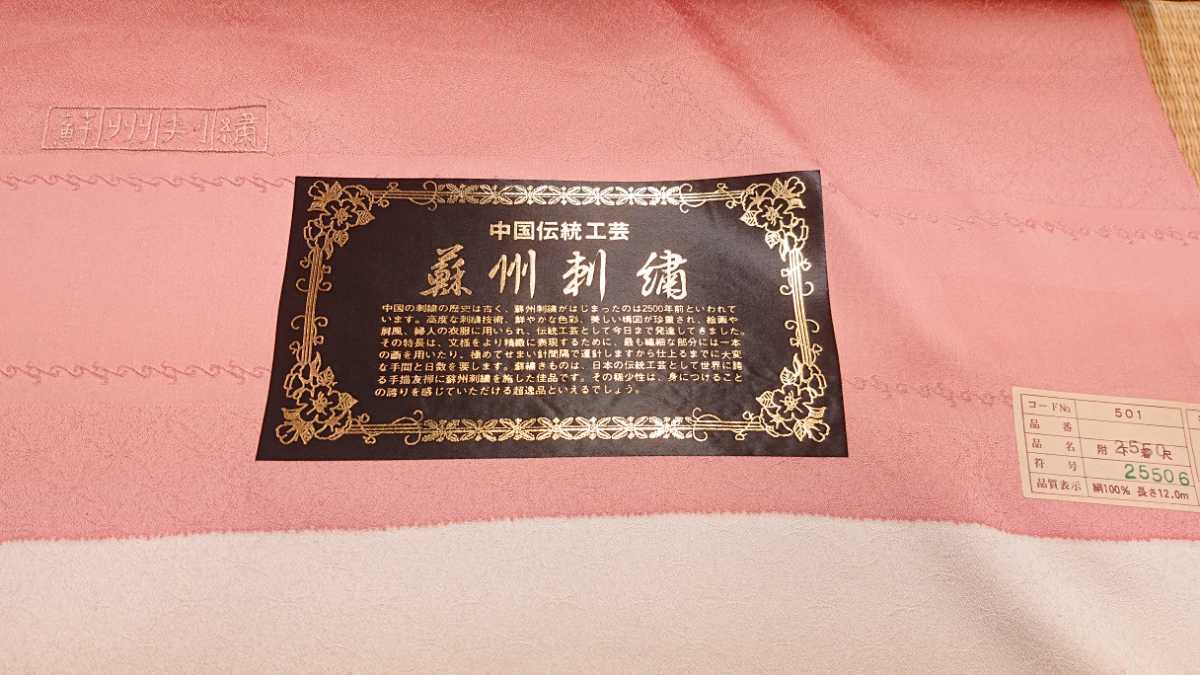 蘇州刺繍
中国伝統工芸
蘇州刺繍
中国の刺繍の歴史は古く、蘇州刺繍がはじまったのは2500年前といわれて
います。高度な刺繍技術、鮮やかな色彩、美しい構図が珍重され、絵画や
屏風、婦人の衣服に用いられ、伝統工芸として今日まで発達してきました。
その特長は、文様をより精緻に表現するために、最も繊細な部分には一本
の画を用いたり、極めてせまい針間隔で運針しますから仕上るまでに大変
な手間と日数を要します。蘇繍きものは、日本の伝統工芸として世界に誇
る手描友禅に蘇州刺繍を施した佳品です。その稀少性は、身につけること
の誇りを感じていただける超逸品といえるでしょう。
コードNo 501
品番 2550
品名 附下着尺
符号 25506
品質表示 絹100% 長さ12.0m